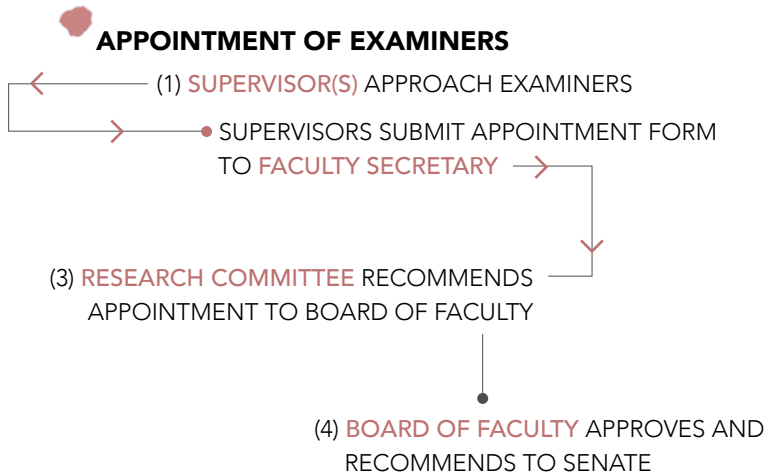 APPOINTMENT OF EXAMINERS
(1) SUPERVISOR(S) APPROACH EXAMINERS
SUPERVISORS SUBMIT APPOINTMENT FORM
TO FACULTY SECRETARY
(3) RESEARCH COMMITTEE RECOMMENDS
APPOINTMENT TO BOARD OF FACULTY
(4) BOARD OF FACULTY APPROVES AND
RECOMMENDS TO SENATE